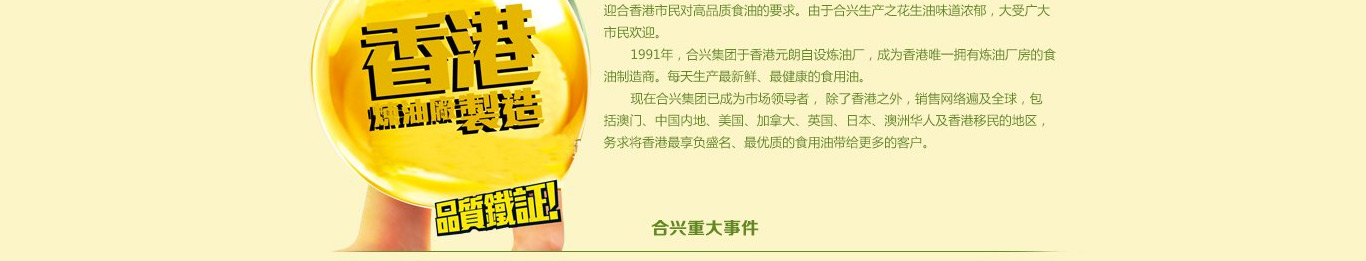 香港
煉油廠製造
品質鐵証!
迎合香港市民对高品质食油的要求。由于合兴生产之花生油味道浓郁，大受广大
市民欢迎。
1991年，合兴集团于香港元朗自设炼油厂，成为香港唯一拥有炼油厂房的食
油制造商。每天生产最新鲜、最健康的食用油。
现在合兴集团已成为市场领导者， 除了香港之外，销售网络遍及全球，包
括澳门、中国内地、美国、加拿大、英国、日本、澳洲华人及香港移民的地区，
务求将香港最享负盛名、最优质的食用油带给更多的客户。
合兴重大事件